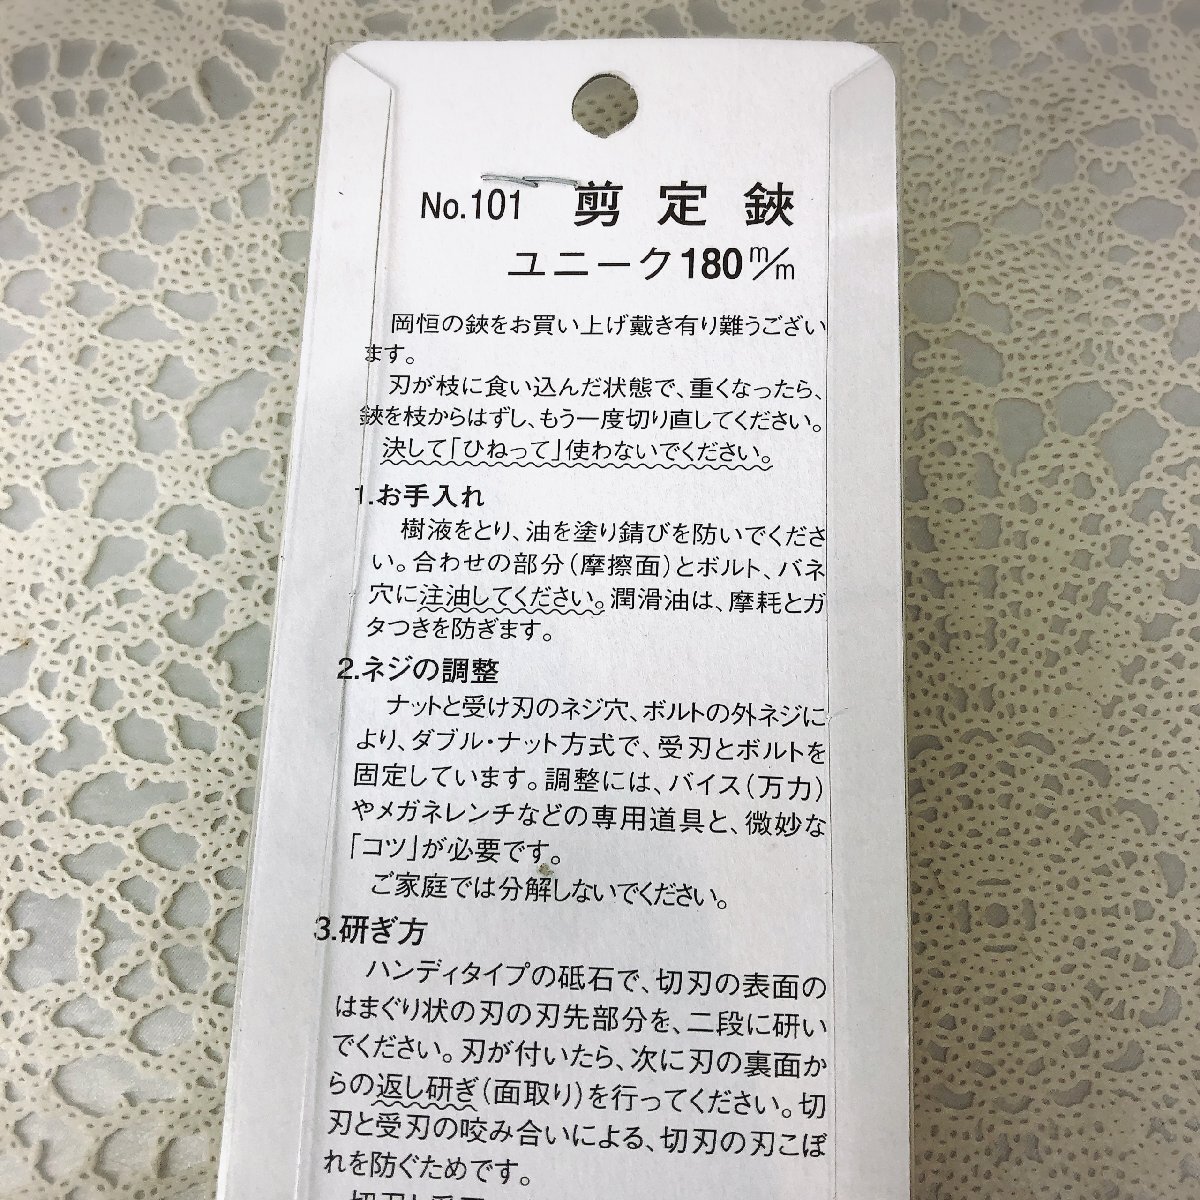 No.101 剪定鋏
ユニーク180m/m
岡恒の鋏をお買い上げ戴き有り難うござい
ます。
刃が枝に食い込んだ状態で、重くなったら、
鋏を枝からはずし、もう一度切り直してください。
決して「ひねって」使わないでください。
1.お手入れ
樹液をとり、油を塗り錆びを防いでくださ
い。合わせの部分(摩擦面)とボルト、バネ
穴に注油してください。潤滑油は、摩耗とガ
タつきを防ぎます。
2.ネジの調整
ナットと受け刃のネジ穴、ボルトの外ネジに
より、ダブル・ナット方式で、受刃とボルトを
固定しています。調整には、バイス(万力)
やメガネレンチなどの専用道具と、微妙な
「コツ」が必要です。
ご家庭では分解しないでください。
3.研ぎ方
ハンディタイプの砥石で、切刃の表面の
はまぐり状の刃の刃先部分を、二段に研い
でください。刃が付いたら、次に刃の裏面か
らの返し研ぎ(面取り)を行ってください。切
刃と受刃の咬み合いによる、切刃の刃こぼ
れを防ぐためです。